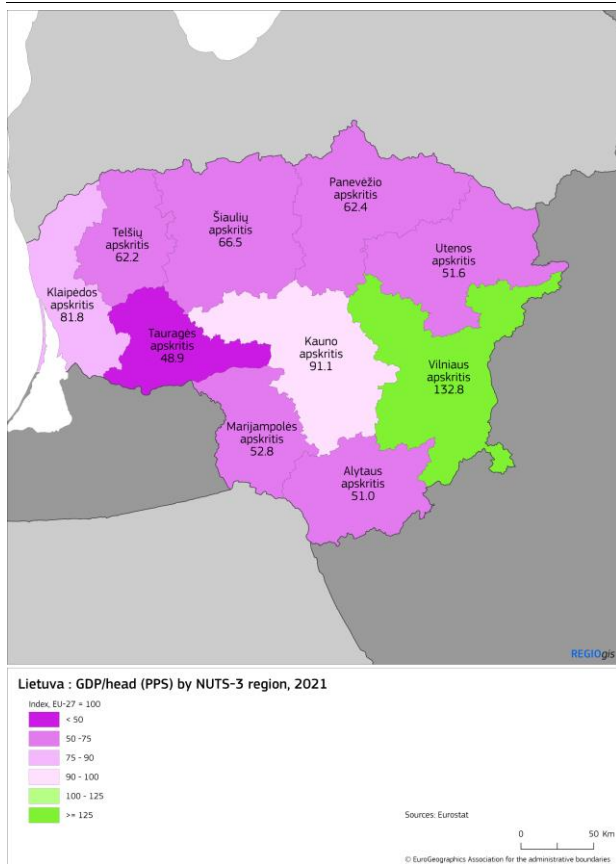 Panevėžio
apskritis
62.4
Šiaulių
apskritis
66.5
Telšių
apskritis
62.2
Utenos
apskritis
51.6
Klaipėdos
apskritis
81.8
Tauragės
apskritis
48.9
Kauno
apskritis
91.1
Vilniaus
apskritis
132.8
Marijampolės
apskritis
52.8
Alytaus
apskritis
51.0
REGIOgis
Lietuva : GDP/head (PPS) by NUTS-3 region, 2021
Index, EU-27 = 100
< 50
50 -75
75 - 90
90 - 100
100 - 125
>= 125
Sources: Eurostat
0 50 Km
© EuroGeographics Association for the administrative boundaries